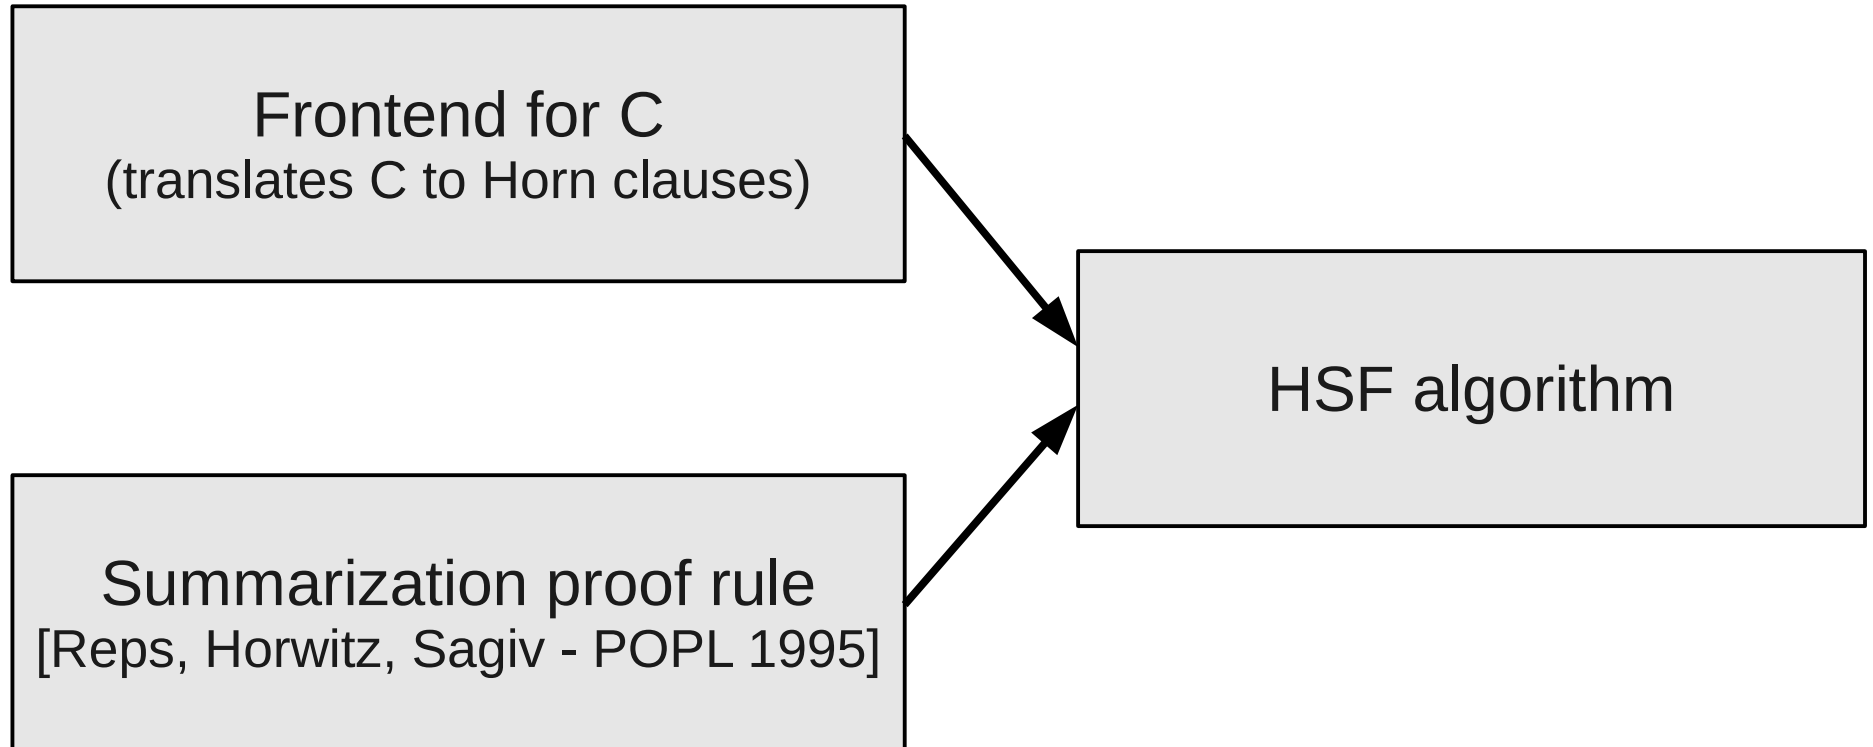 Frontend for C
(translates C to Horn clauses)
HSF algorithm
Summarization proof rule
[Reps, Horwitz, Sagiv - POPL 1995]